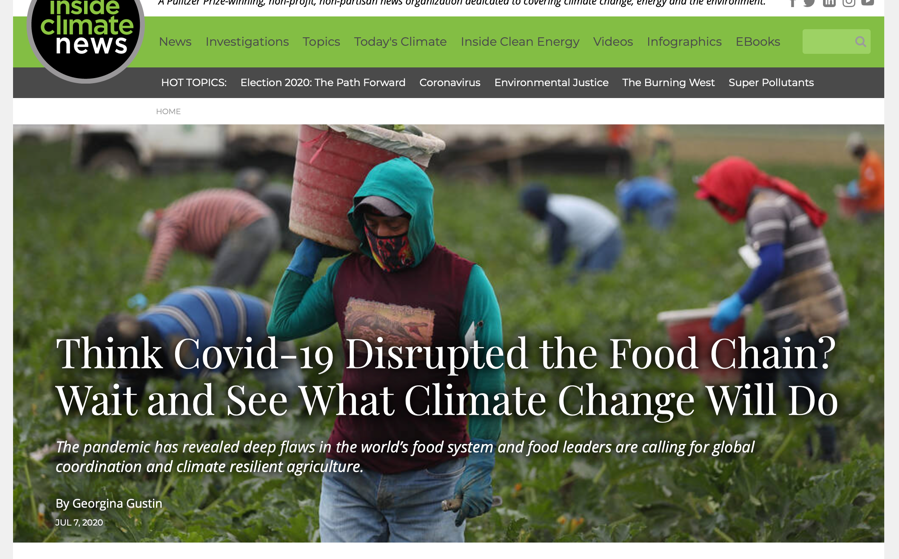 inside
climate
news
A Pulitzer Prize-winning, non-profit, non-partisan news organization dedicated to covering climate change, energy and the environment.
News Investigations Topics Today's Climate Inside Clean Energy Videos Infographics EBooks
HOT TOPICS: Election 2020: The Path Forward Coronavirus Environmental Justice The Burning West Super Pollutants
HOME
Think Covid-19 Disrupted the Food Chain?
Wait and See What Climate Change Will Do
The pandemic has revealed deep flaws in the world's food system and food leaders are calling for global
coordination and climate resilient agriculture.
By Georgina Gustin
JUL 7, 2020